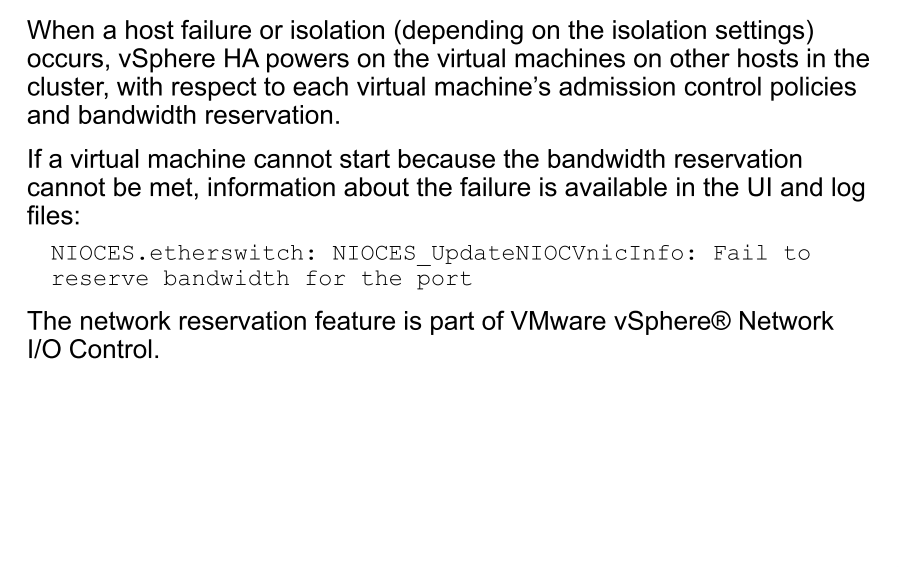 When a host failure or isolation (depending on the isolation settings)
occurs, vSphere HA powers on the virtual machines on other hosts in the
cluster, with respect to each virtual machine’s admission control policies
and bandwidth reservation.
If a virtual machine cannot start because the bandwidth reservation
cannot be met, information about the failure is available in the UI and log
files:
NIOCES.etherswitch: NIOCES_UpdateNIOCVnicInfo: Fail to
reserve bandwidth for the port
The network reservation feature is part of VMware vSphere® Network
I/O Control.